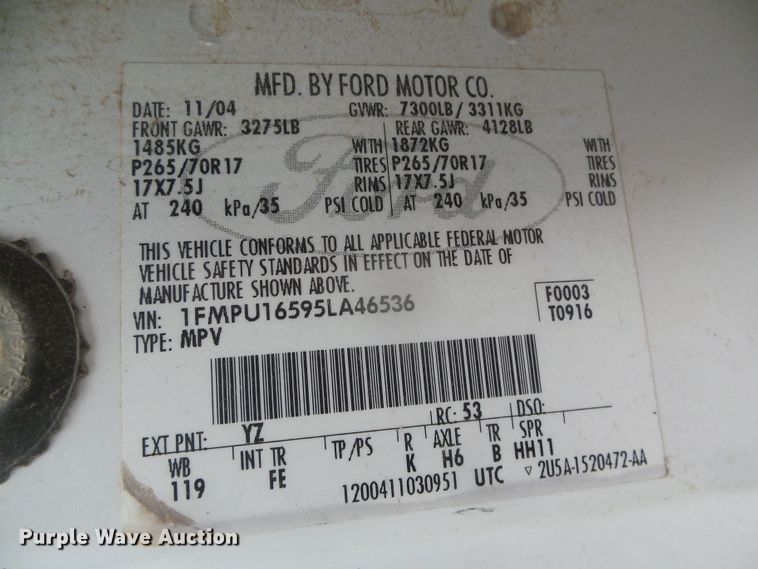 MFD. BY FORD MOTOR CO.
DATE: 11/04 GVWR: 7300LB / 3311KG
FRONT GAWR: 3275LB REAR GAWR: 4128LB
1485KG WITH 1872KG WITH
P265/70R17 TIRES P265/70R17 TIRES
17X7.5J RIMS 17X7.5J RIMS
AT 240 kPa/35 PSI COLD AT 240 kPa/35 PSI COLD
Ford
THIS VEHICLE CONFORMS TO ALL APPLICABLE FEDERAL MOTOR
VEHICLE SAFETY STANDARDS IN EFFECT ON THE DATE OF
MANUFACTURE SHOWN ABOVE.
VIN: 1FMPU16595LA46536 F0003
TYPE: MPV T0916
EXT PNT: YZ RC: 53 DSO:
WB INT TR TP/PS R AXLE TR SPR
119 FE K H6 B HH11
1200411030951 UTC ▽ 2U5A-1520472-AA
Purple Wave Auction